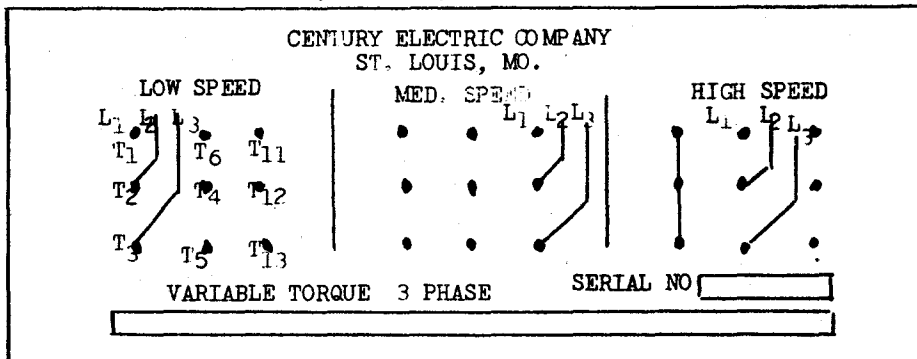 CENTURY ELECTRIC COMPANY
ST. LOUIS, MO.
LOW SPEED
MED. SPEED
HIGH SPEED
L1 L2 L3
L1 L2 L3
L1 L2 L3
T1 T6 T11
T2 T4 T12
T3 T5 T13
VARIABLE TORQUE 3 PHASE
SERIAL NO